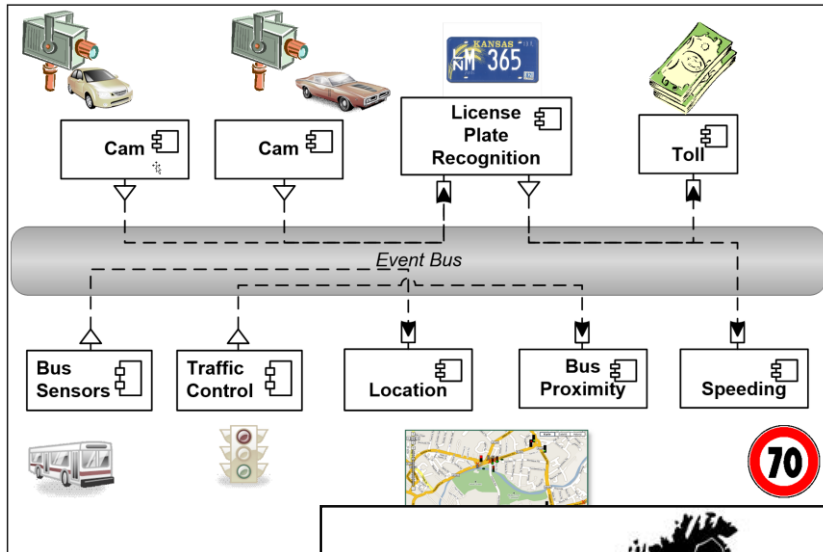 KANSAS
LNM 365
Cam
Cam
License
Plate
Recognition
Toll
Event Bus
Bus
Sensors
Traffic
Control
Location
Bus
Proximity
Speeding
70